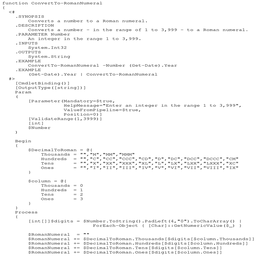 function ConvertTo-RomanNumeral
{
  <#
    .SYNOPSIS
        Converts a number to a Roman numeral.
    .DESCRIPTION
        Converts a number - in the range of 1 to 3,999 - to a Roman numeral.
    .PARAMETER Number
        An integer in the range 1 to 3,999.
    .INPUTS
        System.Int32
    .OUTPUTS
        System.String
    .EXAMPLE
        ConvertTo-RomanNumeral -Number (Get-Date).Year
    .EXAMPLE
        (Get-Date).Year | ConvertTo-RomanNumeral
  #>
    [CmdletBinding()]
    [OutputType([string])]
    Param
    (
        [Parameter(Mandatory=$true,
                   HelpMessage="Enter an integer in the range 1 to 3,999",
                   ValueFromPipeline=$true,
                   Position=0)]
        [ValidateRange(1,3999)]
        [int]
        $Number
    )

    Begin
    {
        $DecimalToRoman = @{
            Thousands = "","M","MM","MMM"
            Hundreds  = "","C","CC","CCC","CD","D","DC","DCC","DCCC","CM"
            Tens      = "","X","XX","XXX","XL","L","LX","LXX","LXXX","XC"
            Ones      = "","I","II","III","IV","V","VI","VII","VIII","IX"
        }

        $column = @{
            Thousands = 0
            Hundreds  = 1
            Tens      = 2
            Ones      = 3
        }
    }
    Process
    {
        [int[]]$digits = $Number.ToString().PadLeft(4,"0").ToCharArray() |
                            ForEach-Object { [Char]::GetNumericValue($_) }

        $RomanNumeral  = ""
        $RomanNumeral += $DecimalToRoman.Thousands[$digits[$column.Thousands]]
        $RomanNumeral += $DecimalToRoman.Hundreds[$digits[$column.Hundreds]]
        $RomanNumeral += $DecimalToRoman.Tens[$digits[$column.Tens]]
        $RomanNumeral += $DecimalToRoman.Ones[$digits[$column.Ones]]